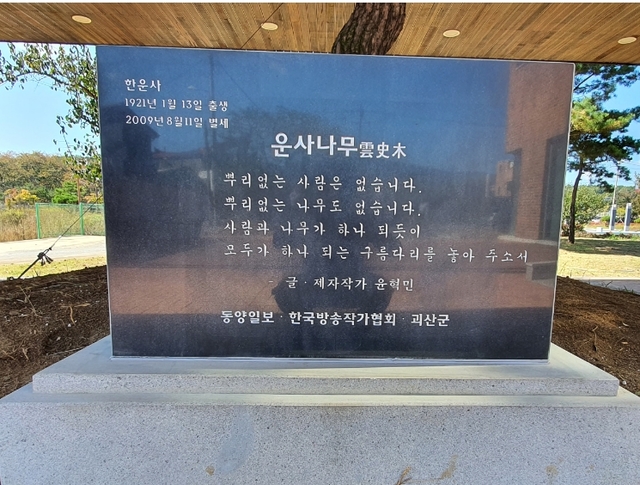 한운사
1921년 1월 13일 출생
2009년 8월 11일 별세
운사나무雲史木
뿌리없는 사람은 없습니다.
뿌리없는 나무도 없습니다.
사람과 나무가 하나 되듯이
모두가 하나 되는 구름다리를 놓아 주소서
- 글 · 제자작가 윤혁민
동양일보 · 한국방송작가협회 · 괴산군